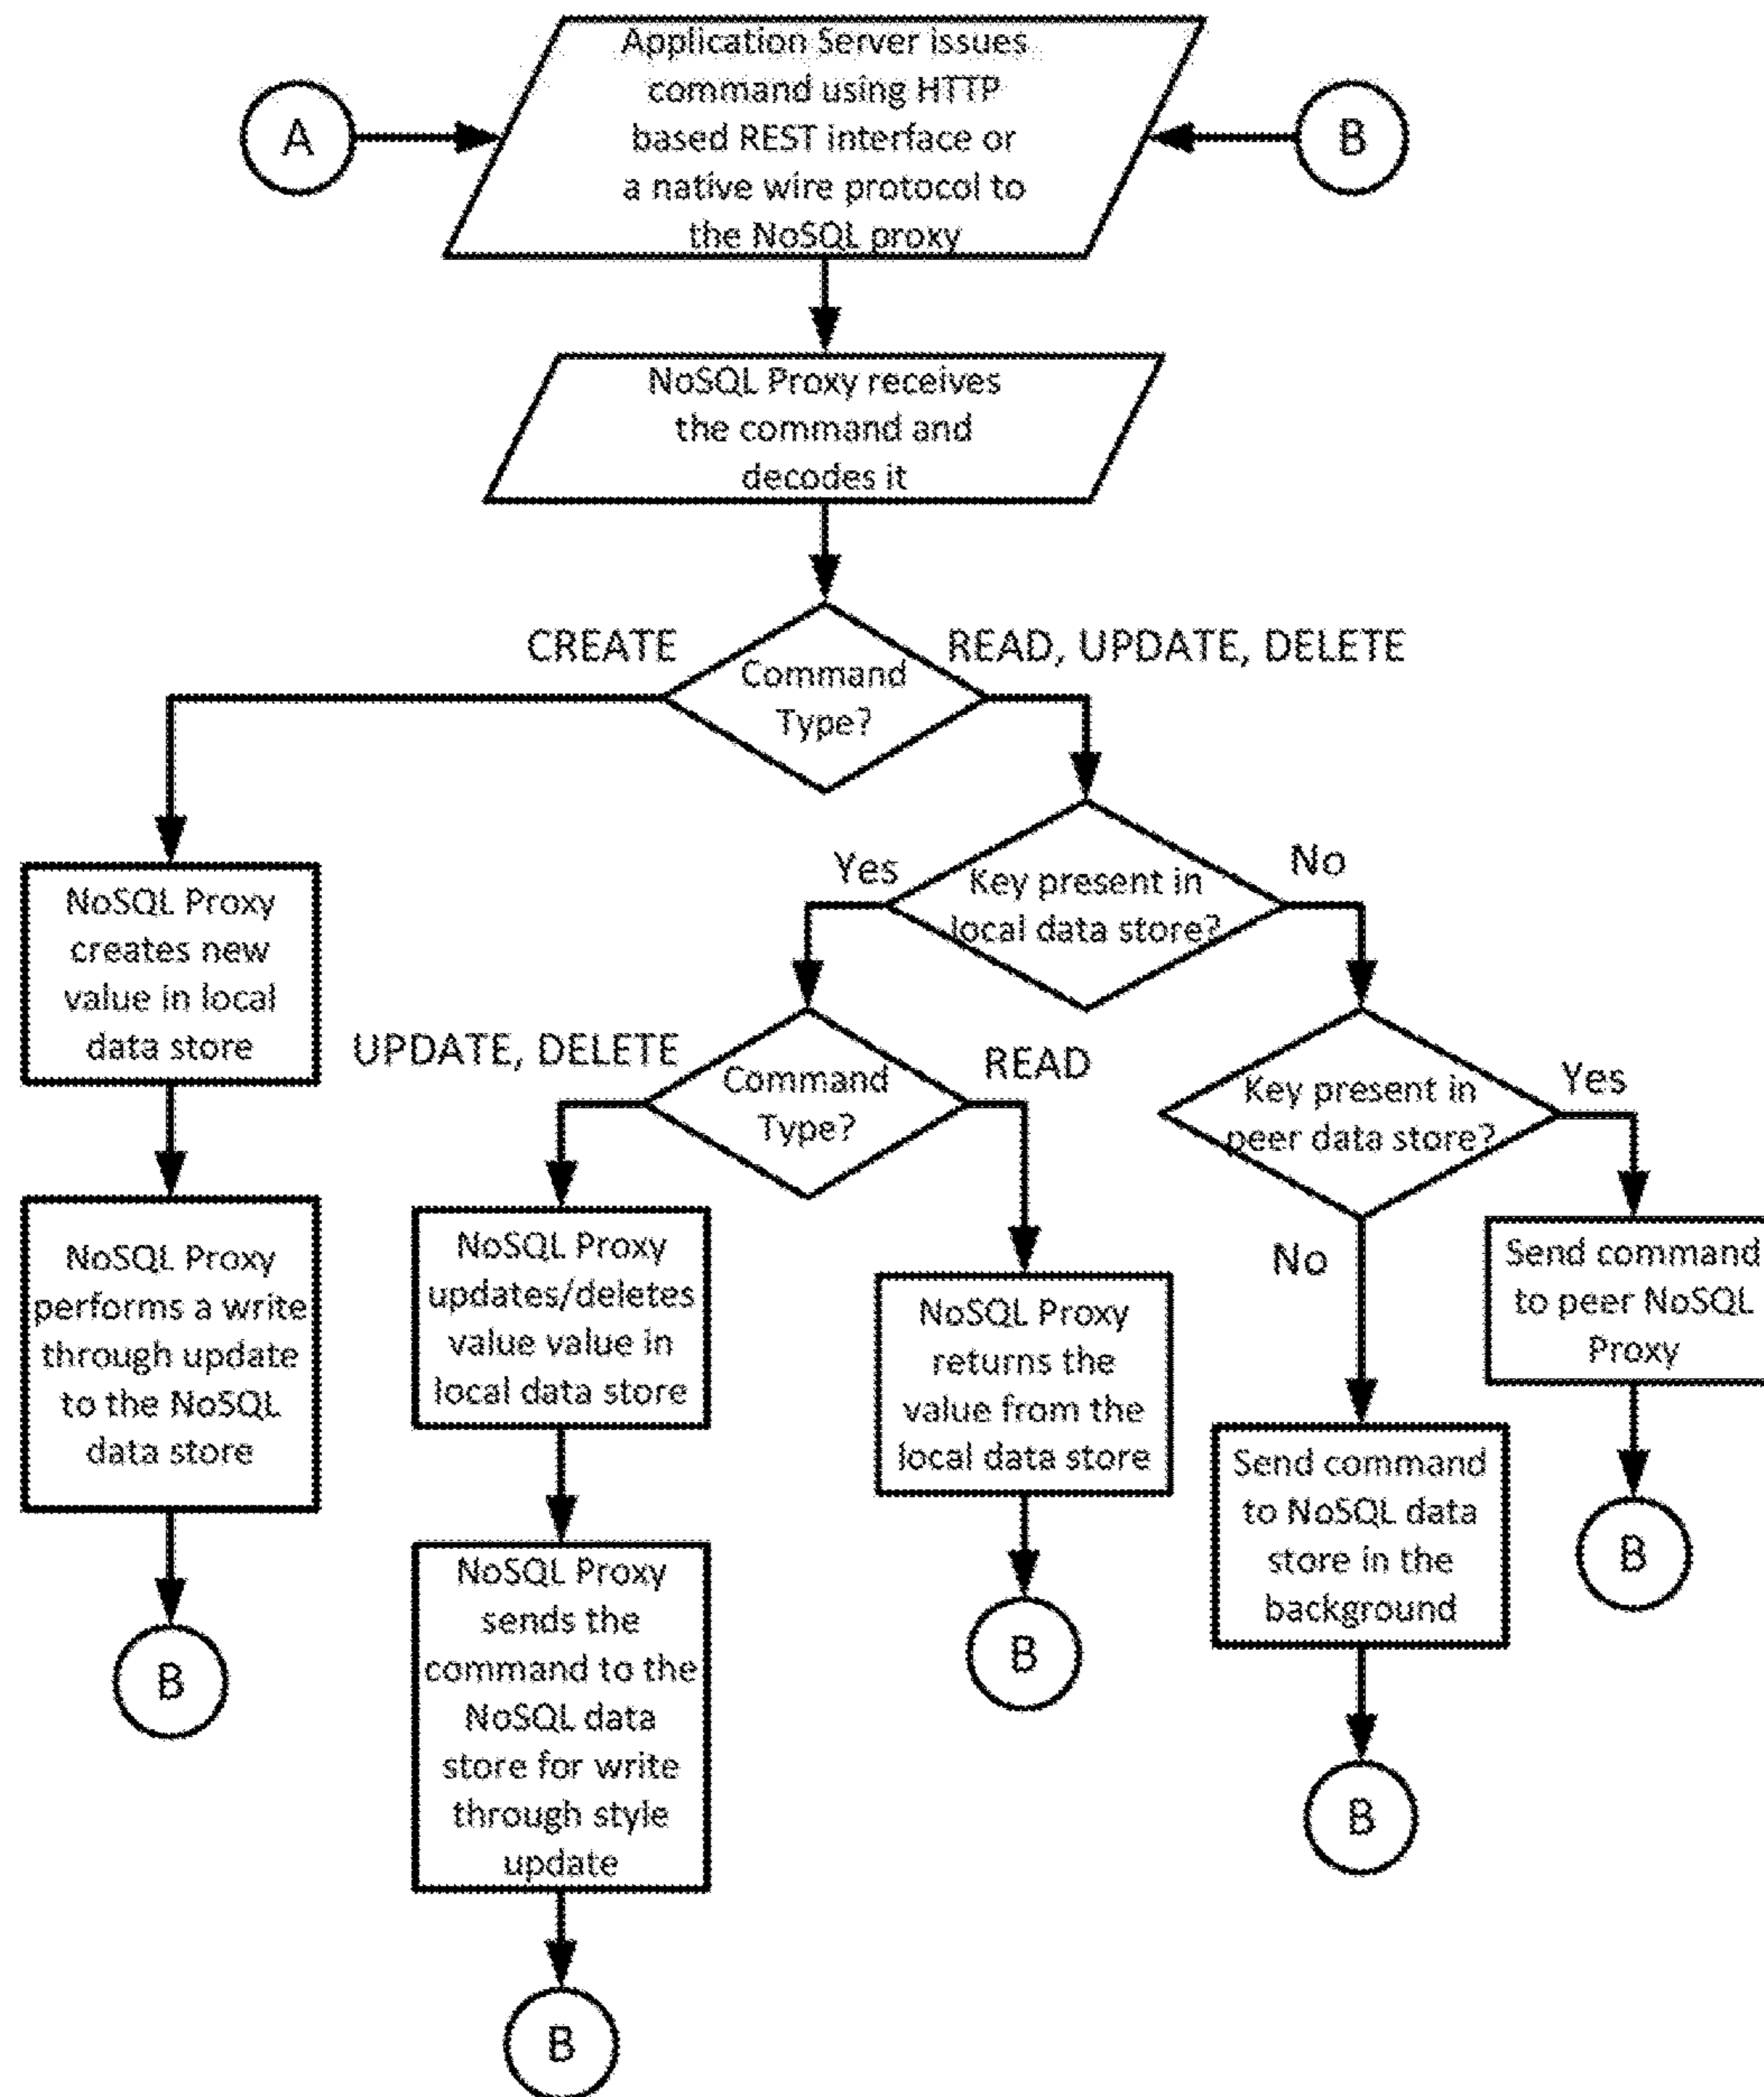 Application Server issues
command using HTTP
based REST interface or
a native wire protocol to
the NoSQL proxy
A
B
NoSQL Proxy receives
the command and
decodes it
CREATE
READ, UPDATE, DELETE
Command
Type?
Yes
Key present in
local data store?
No
NoSQL Proxy
creates new
value in local
data store
UPDATE, DELETE
Command
Type?
READ
Key present in
peer data store?
Yes
No
NoSQL Proxy
performs a write
through update
to the NoSQL
data store
NoSQL Proxy
updates/deletes
value value in
local data store
NoSQL Proxy
returns the
value from the
local data store
Send command
to peer NoSQL
Proxy
Send command
to NoSQL data
store in the
background
B
B
NoSQL Proxy
sends the
command to the
NoSQL data
store for write
through style
update
B
B
B